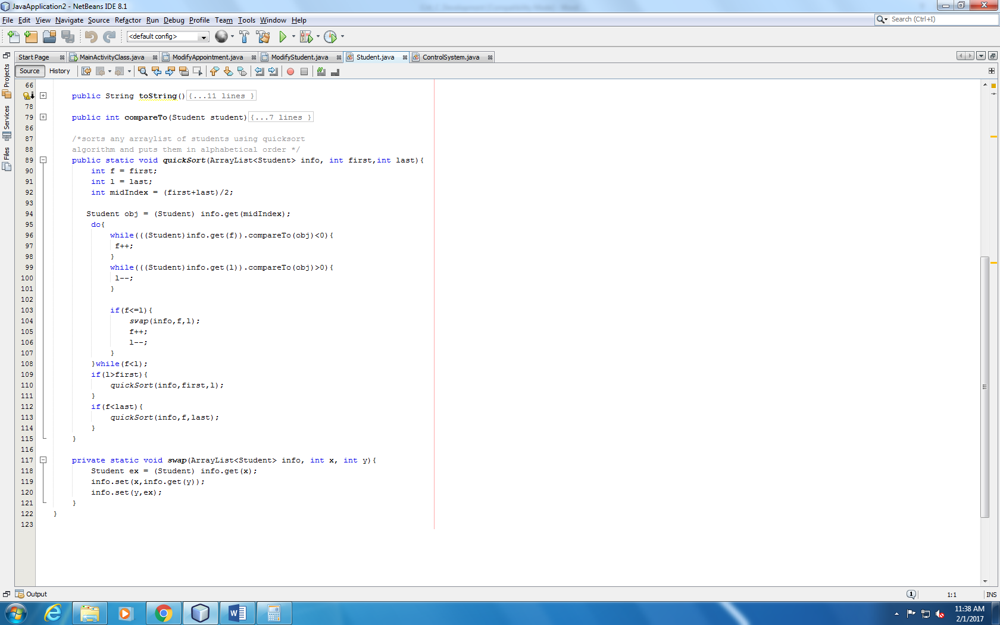 JavaApplication2 - NetBeans IDE 8.1
File Edit View Navigate Source Refactor Run Debug Profile Team Tools Window Help
Search (Ctrl+I)
<default config>
Start Page MainActivityClass.java ModifyAppointment.java ModifyStudent.java Student.java ControlSystem.java
Source History
Projects
Services
Files
66
public String toString(){...11 lines }
78
79 public int compareTo(Student student){...7 lines }
86
87 /*sorts any arraylist of students using quicksort
88 algorithm and puts them in alphabetical order */
89 public static void quickSort(ArrayList<Student> info, int first,int last){
90 int f = first;
91 int l = last;
92 int midIndex = (first+last)/2;
93
94 Student obj = (Student) info.get(midIndex);
95 do{
96 while(((Student)info.get(f)).compareTo(obj)<0){
97 f++;
98 }
99 while(((Student)info.get(l)).compareTo(obj)>0){
100 l--;
101 }
102
103 if(f<=l){
104 swap(info,f,l);
105 f++;
106 l--;
107 }
108 }while(f<l);
109 if(l>first){
110 quickSort(info,first,l);
111 }
112 if(f<last){
113 quickSort(info,f,last);
114 }
115 }
116
117 private static void swap(ArrayList<Student> info, int x, int y){
118 Student ex = (Student) info.get(x);
119 info.set(x,info.get(y));
120 info.set(y,ex);
121 }
122 }
123
Output
1
1:1
INS
11:38 AM
2/1/2017